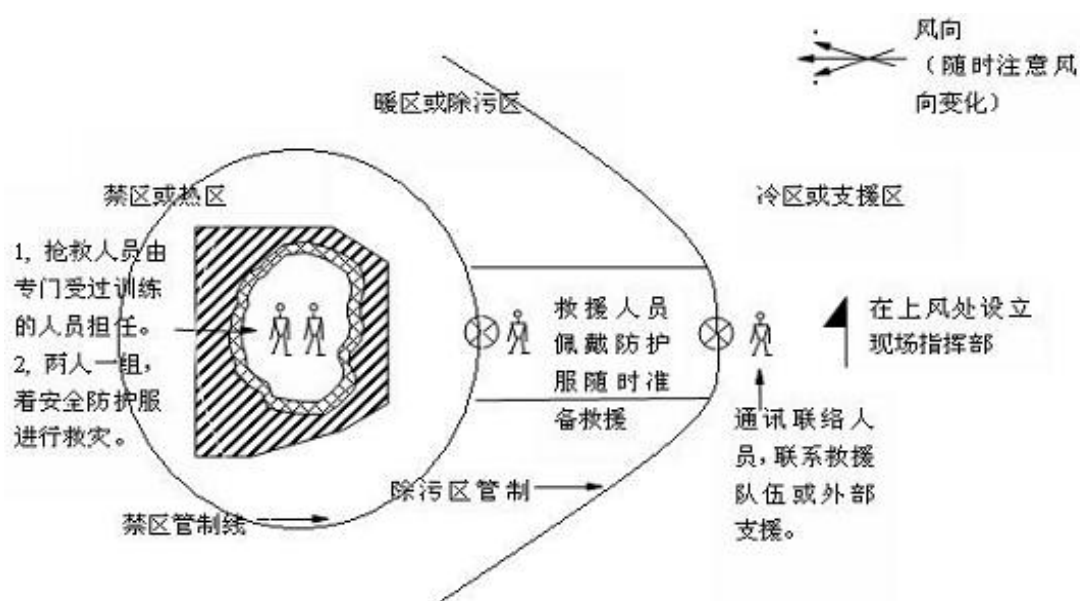 风向
（随时注意风
向变化）
暖区或除污区
禁区或热区
冷区或支援区
1, 抢救人员由
专门受过训练
的人员担任。
2, 两人一组,
着安全防护服
进行救灾。
救援人员
佩戴防护
服随时准
备救援
在上风处设立
现场指挥部
通讯联络人
员,联系救援
队伍或外部
支援。
除污区管制
禁区管制线